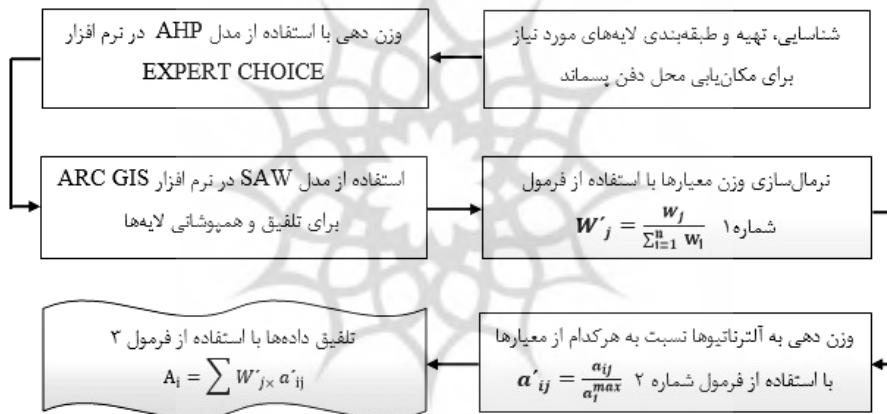 شناسایی، تهیه و طبقه‌بندی لایه‌های مورد نیاز
برای مکان‌یابی محل دفن پسماند
وزن دهی با استفاده از مدل AHP در نرم افزار
EXPERT CHOICE
استفاده از مدل SAW در نرم افزار ARC GIS
برای تلفیق و همپوشانی لایه‌ها
نرمال‌سازی وزن معیارها با استفاده از فرمول
شماره۱ W´j = Wj / ∑_{i=1}^{n} Wi
وزن دهی به آلترناتیوها نسبت به هرکدام از معیارها
با استفاده از فرمول شماره ۲ a´ij = aij / ai^max
تلفیق داده‌ها با استفاده از فرمول ۳
Ai = ∑ W´j× a´ij